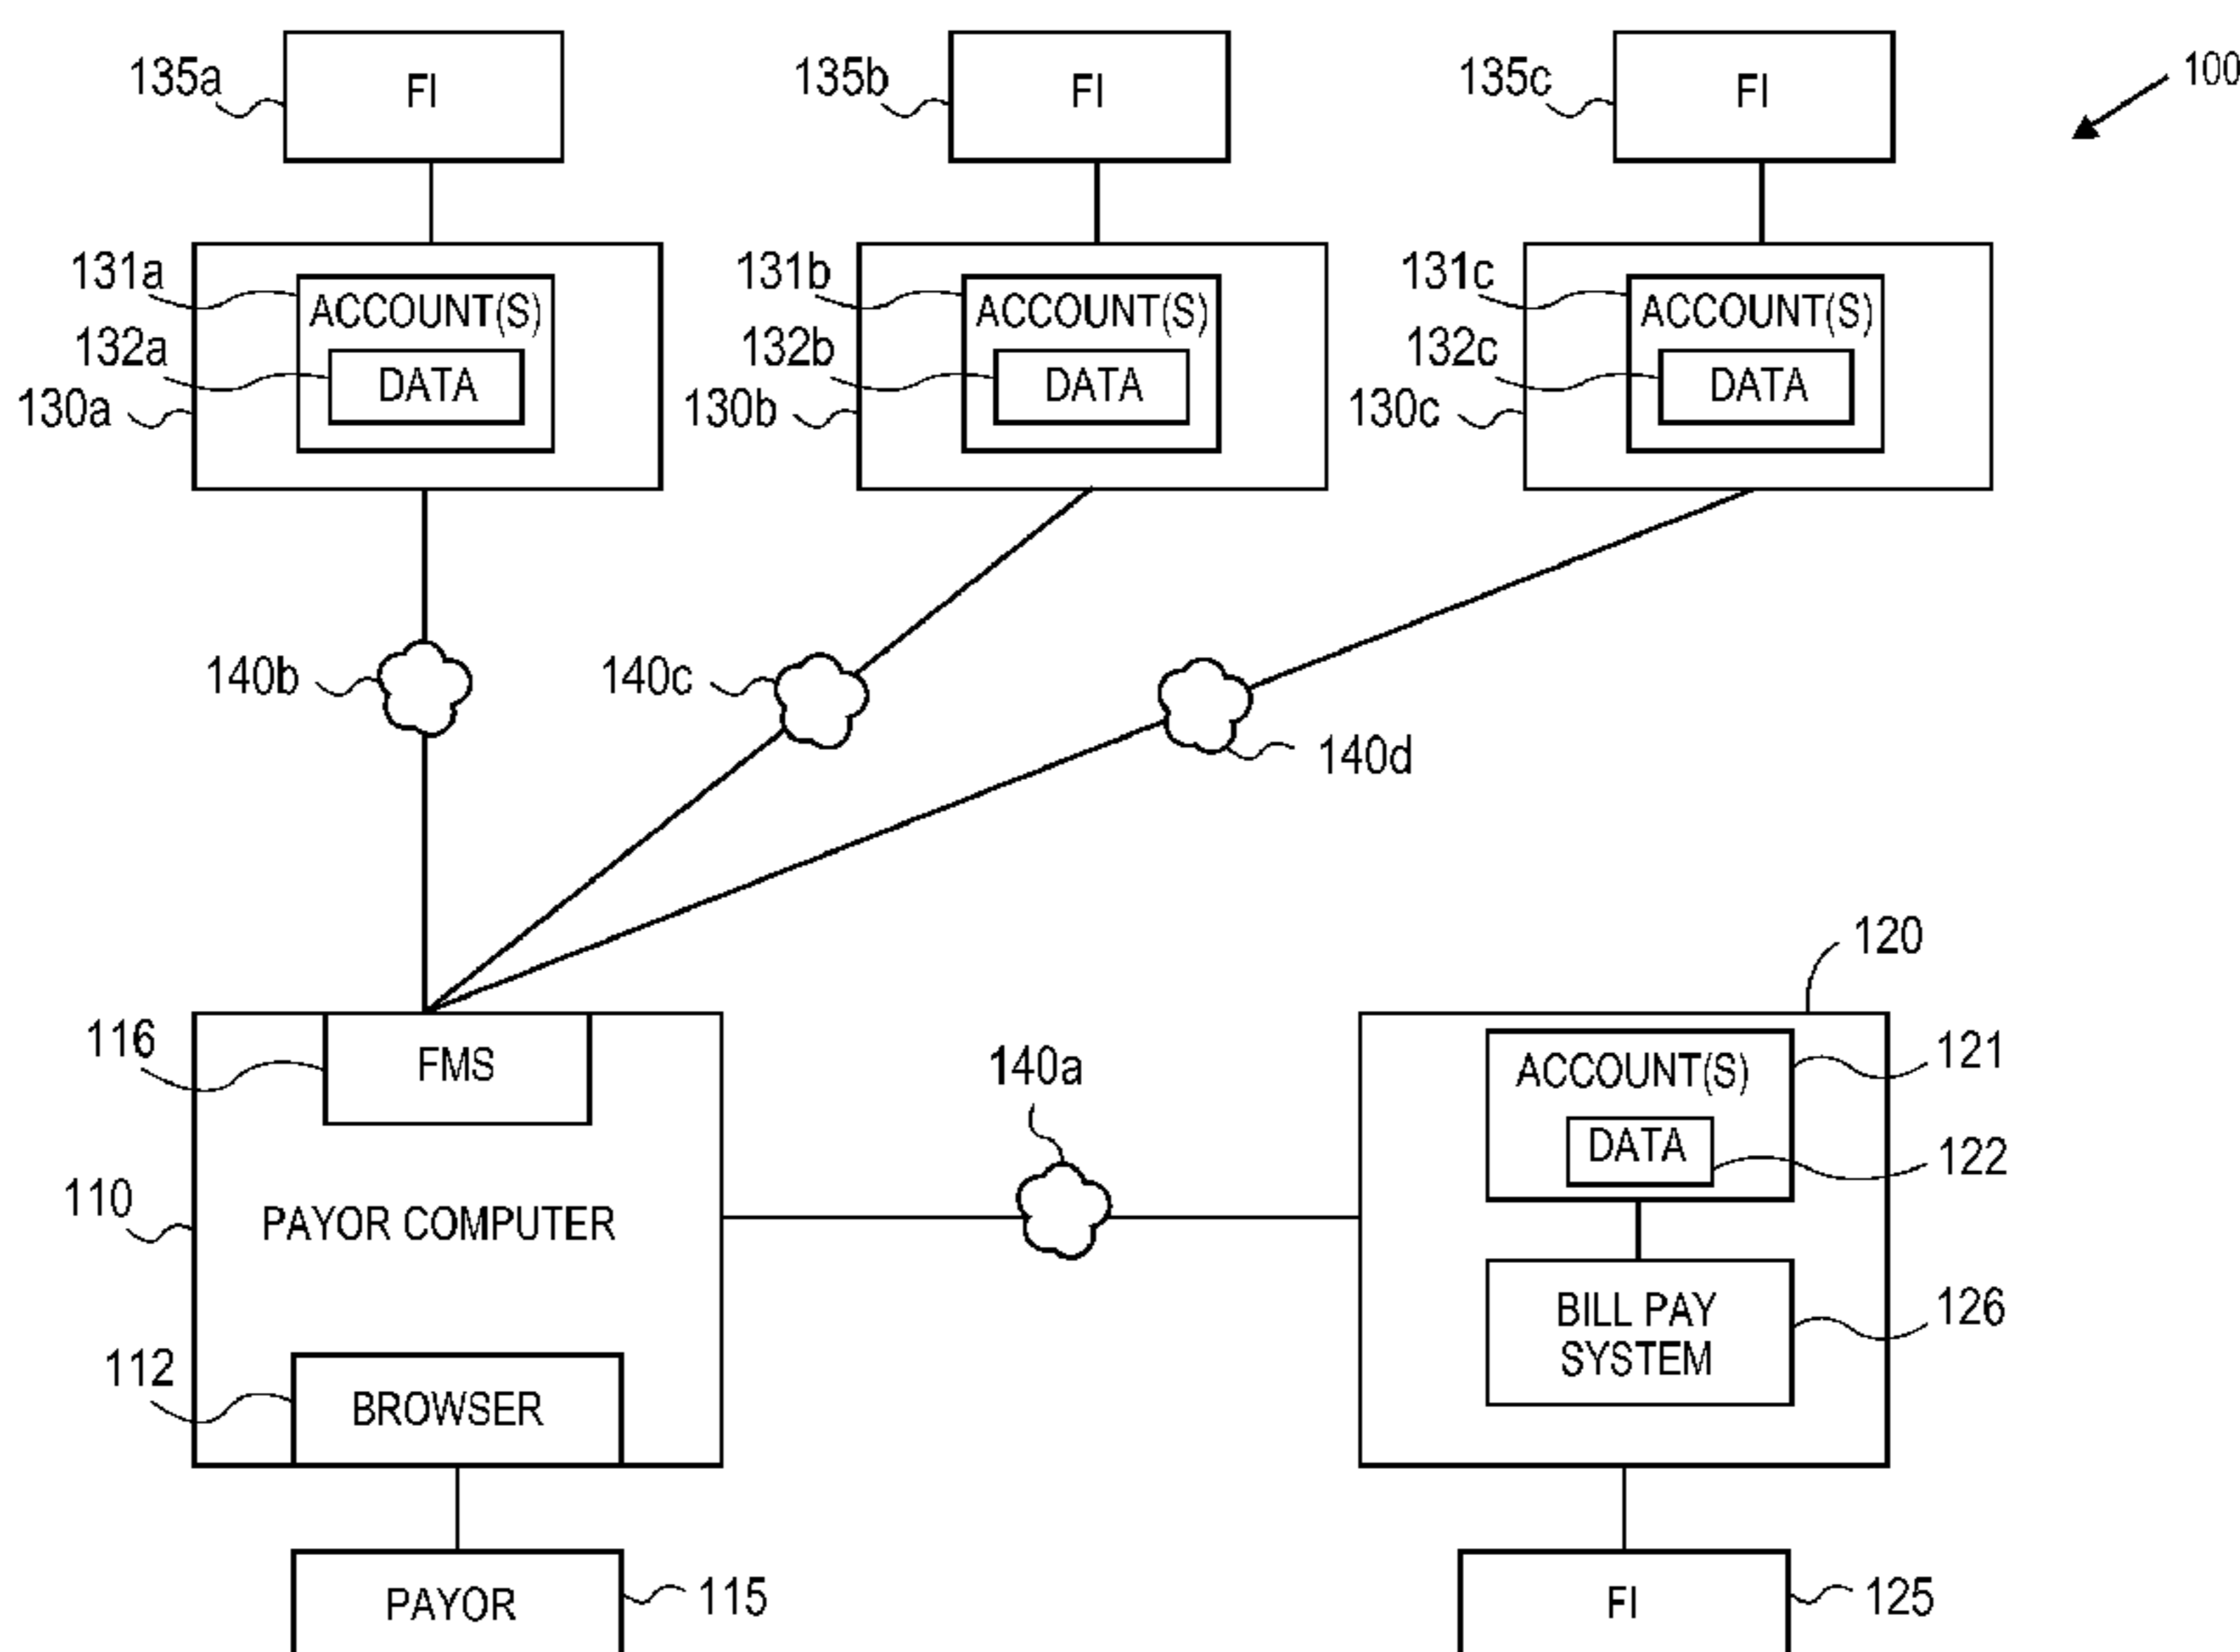 135a
FI
135b
FI
135c
FI
100
131a
ACCOUNT(S)
132a
DATA
130a
131b
ACCOUNT(S)
132b
DATA
130b
131c
ACCOUNT(S)
132c
DATA
130c
140b
140c
140d
120
116
FMS
110
PAYOR COMPUTER
112
BROWSER
140a
ACCOUNT(S)
121
DATA
122
BILL PAY
SYSTEM
126
PAYOR
115
FI
125